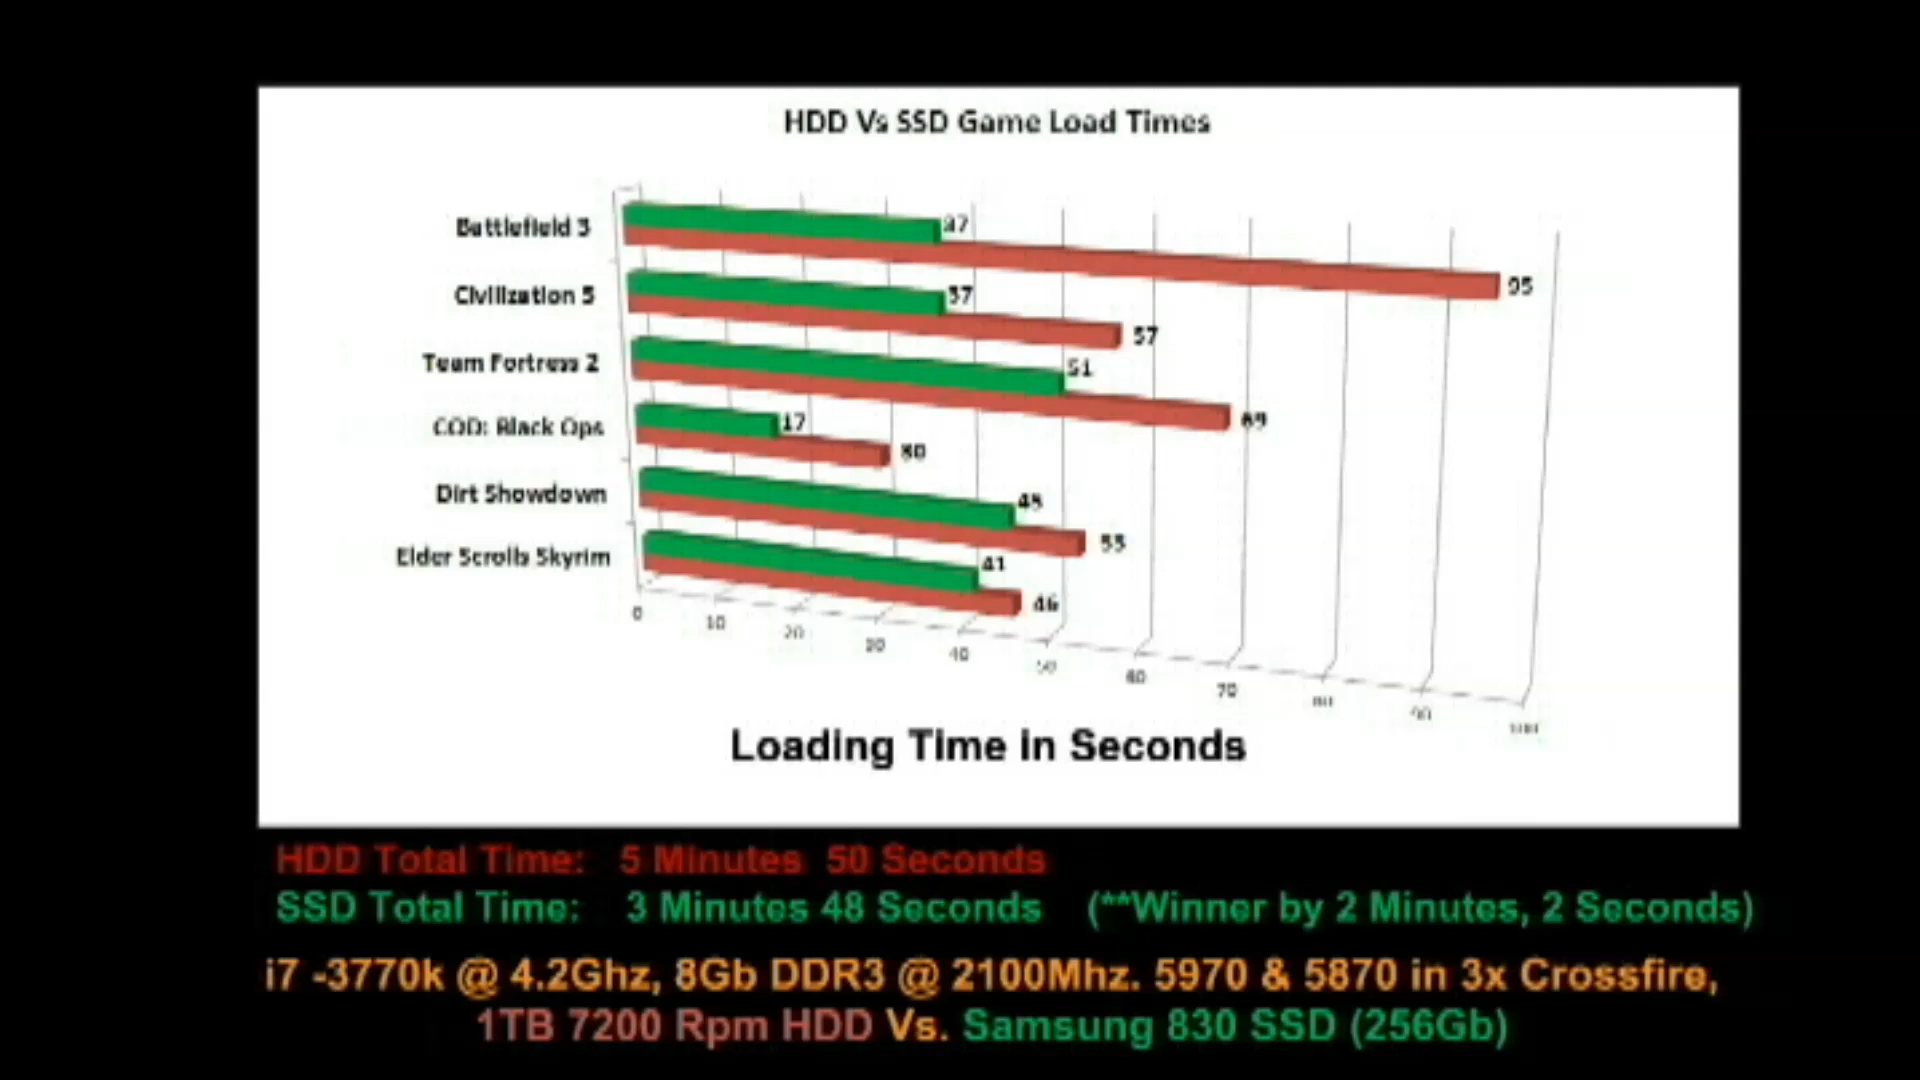 HDD Vs SSD Game Load Times
Battlefield 3
37
95
Civilization 5
37
57
Team Fortress 2
51
69
COD: Black Ops
17
30
Dirt Showdown
45
53
Elder Scrolls Skyrim
41
46
0 10 20 30 40 50 60 70 80 90 100
Loading Time in Seconds
HDD Total Time: 5 Minutes 50 Seconds
SSD Total Time: 3 Minutes 48 Seconds (**Winner by 2 Minutes, 2 Seconds)
i7 -3770k @ 4.2Ghz, 8Gb DDR3 @ 2100Mhz. 5970 & 5870 in 3x Crossfire,
1TB 7200 Rpm HDD Vs. Samsung 830 SSD (256Gb)